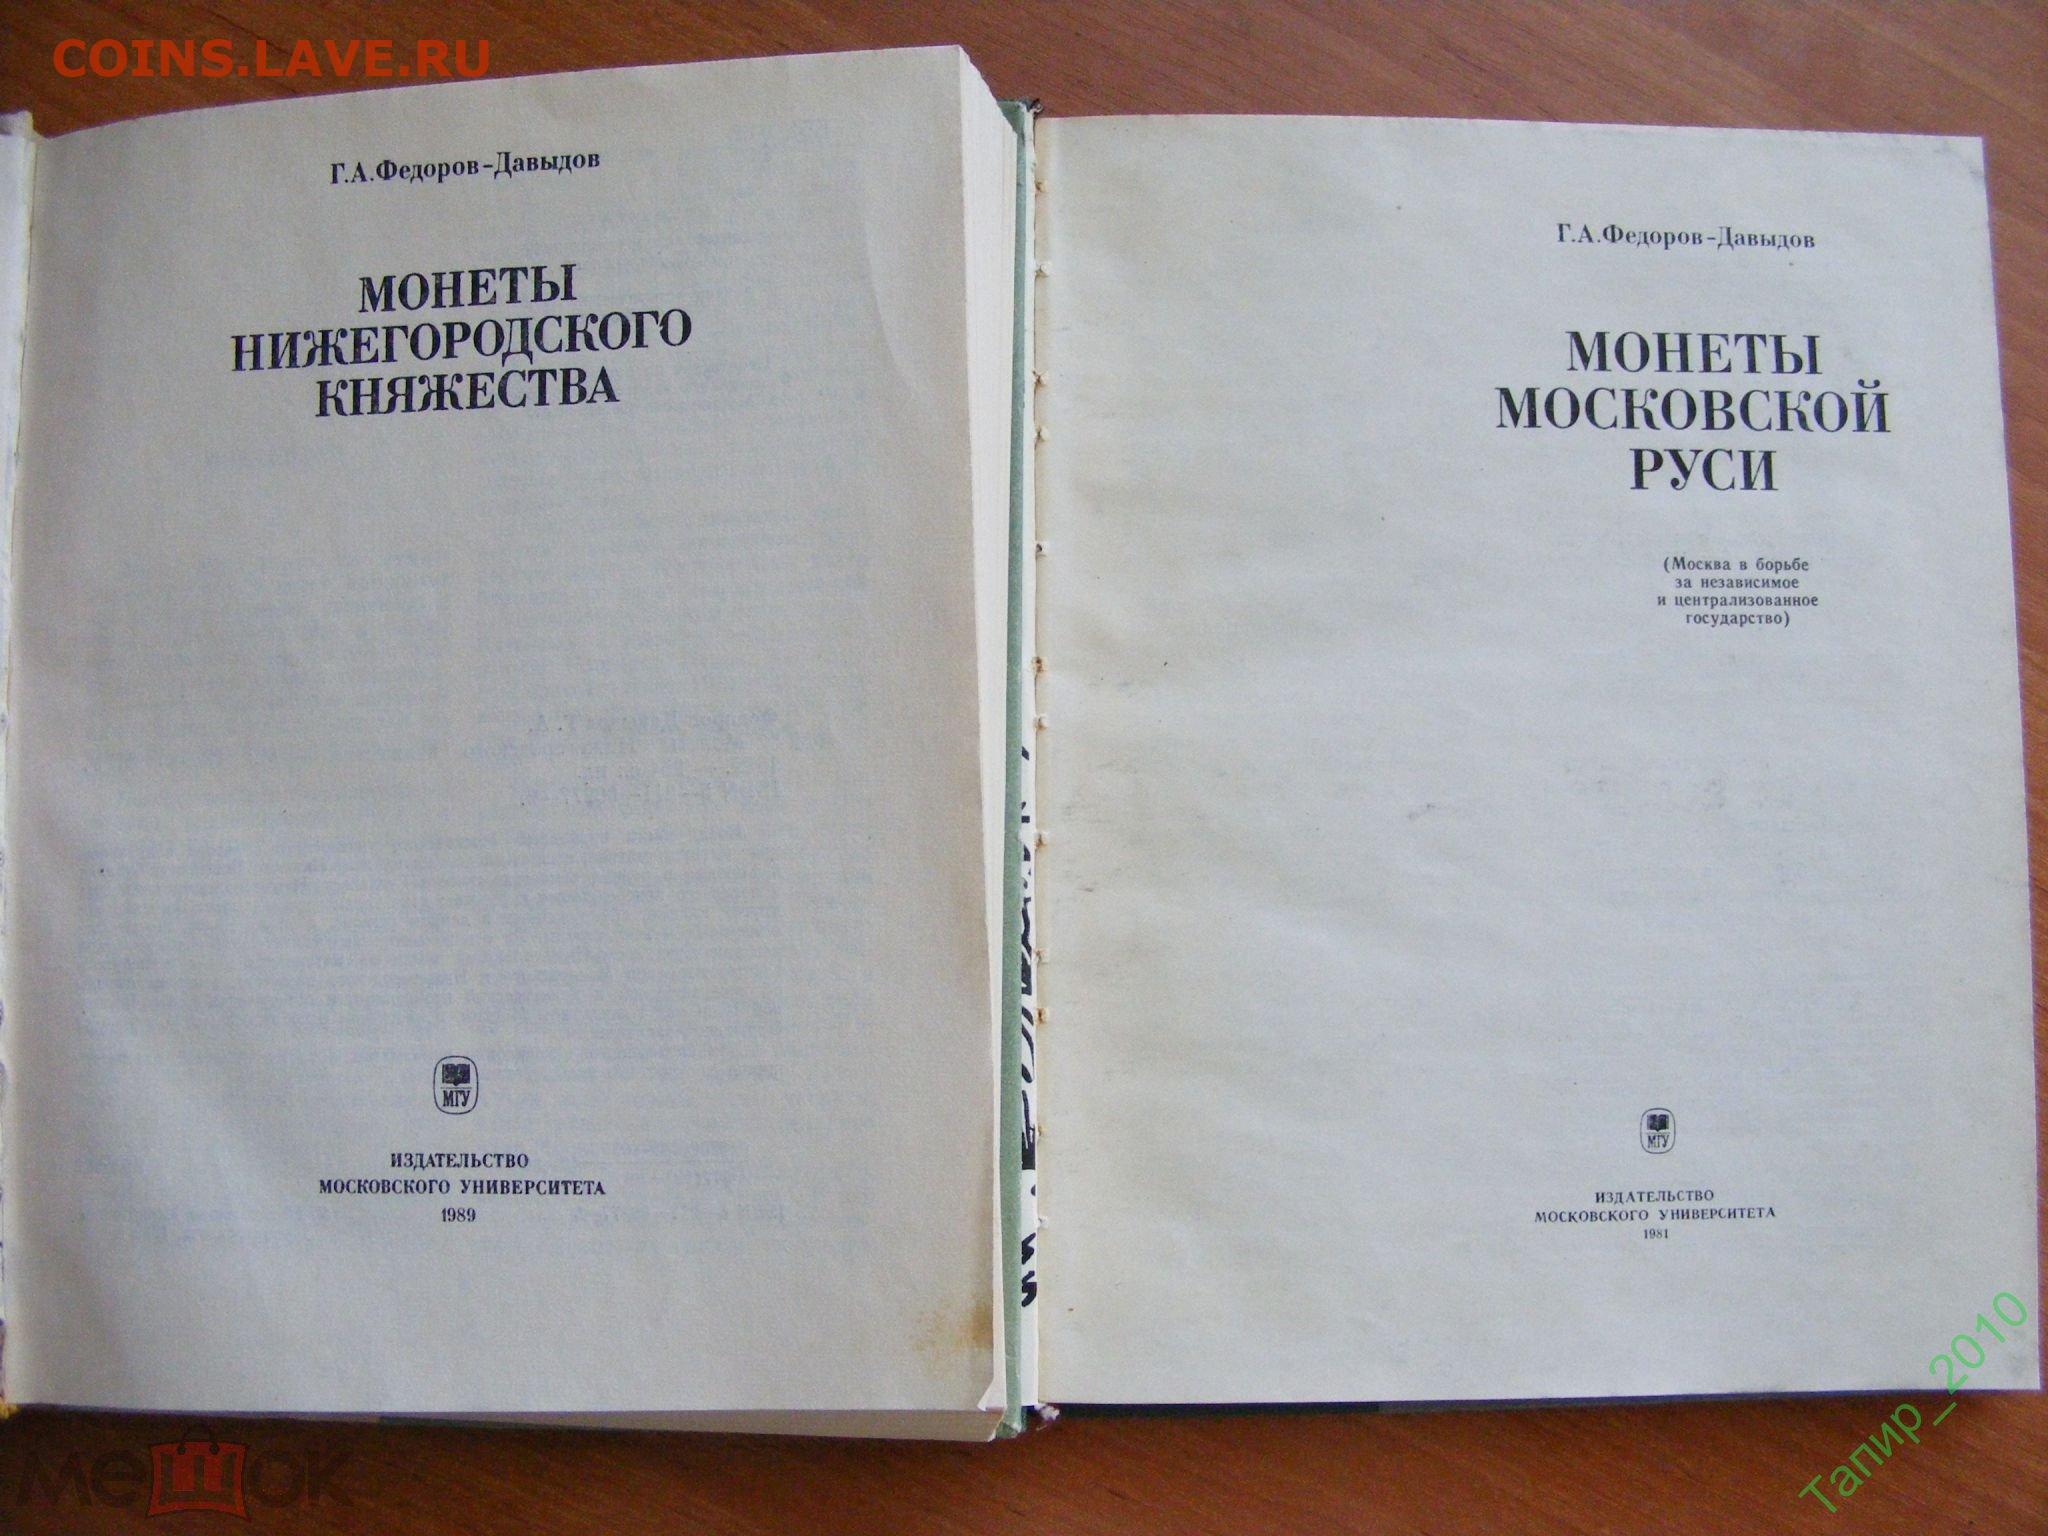 COINS.LAVE.RU
Г.А.Федоров-Давыдов
МОНЕТЫ
НИЖЕГОРОДСКОГО
КНЯЖЕСТВА
МГУ
ИЗДАТЕЛЬСТВО
МОСКОВСКОГО УНИВЕРСИТЕТА
1989
Г.А.Федоров-Давыдов
МОНЕТЫ
МОСКОВСКОЙ
РУСИ
(Москва в борьбе
за независимое
и централизованное
государство)
МГУ
ИЗДАТЕЛЬСТВО
МОСКОВСКОГО УНИВЕРСИТЕТА
1981
мешок
Тапир_2010